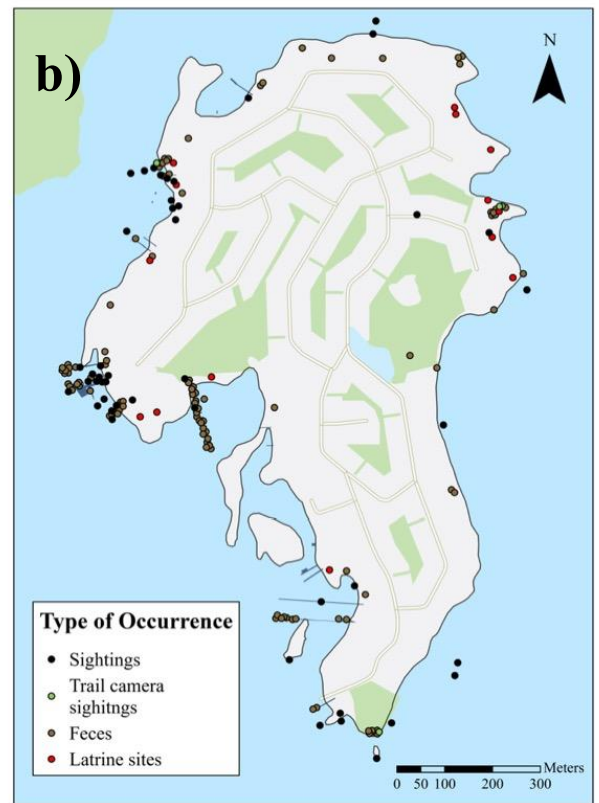 b)
N
Type of Occurrence
Sightings
Trail camera
sighitngs
Feces
Latrine sites
Meters
0 50 100 200 300